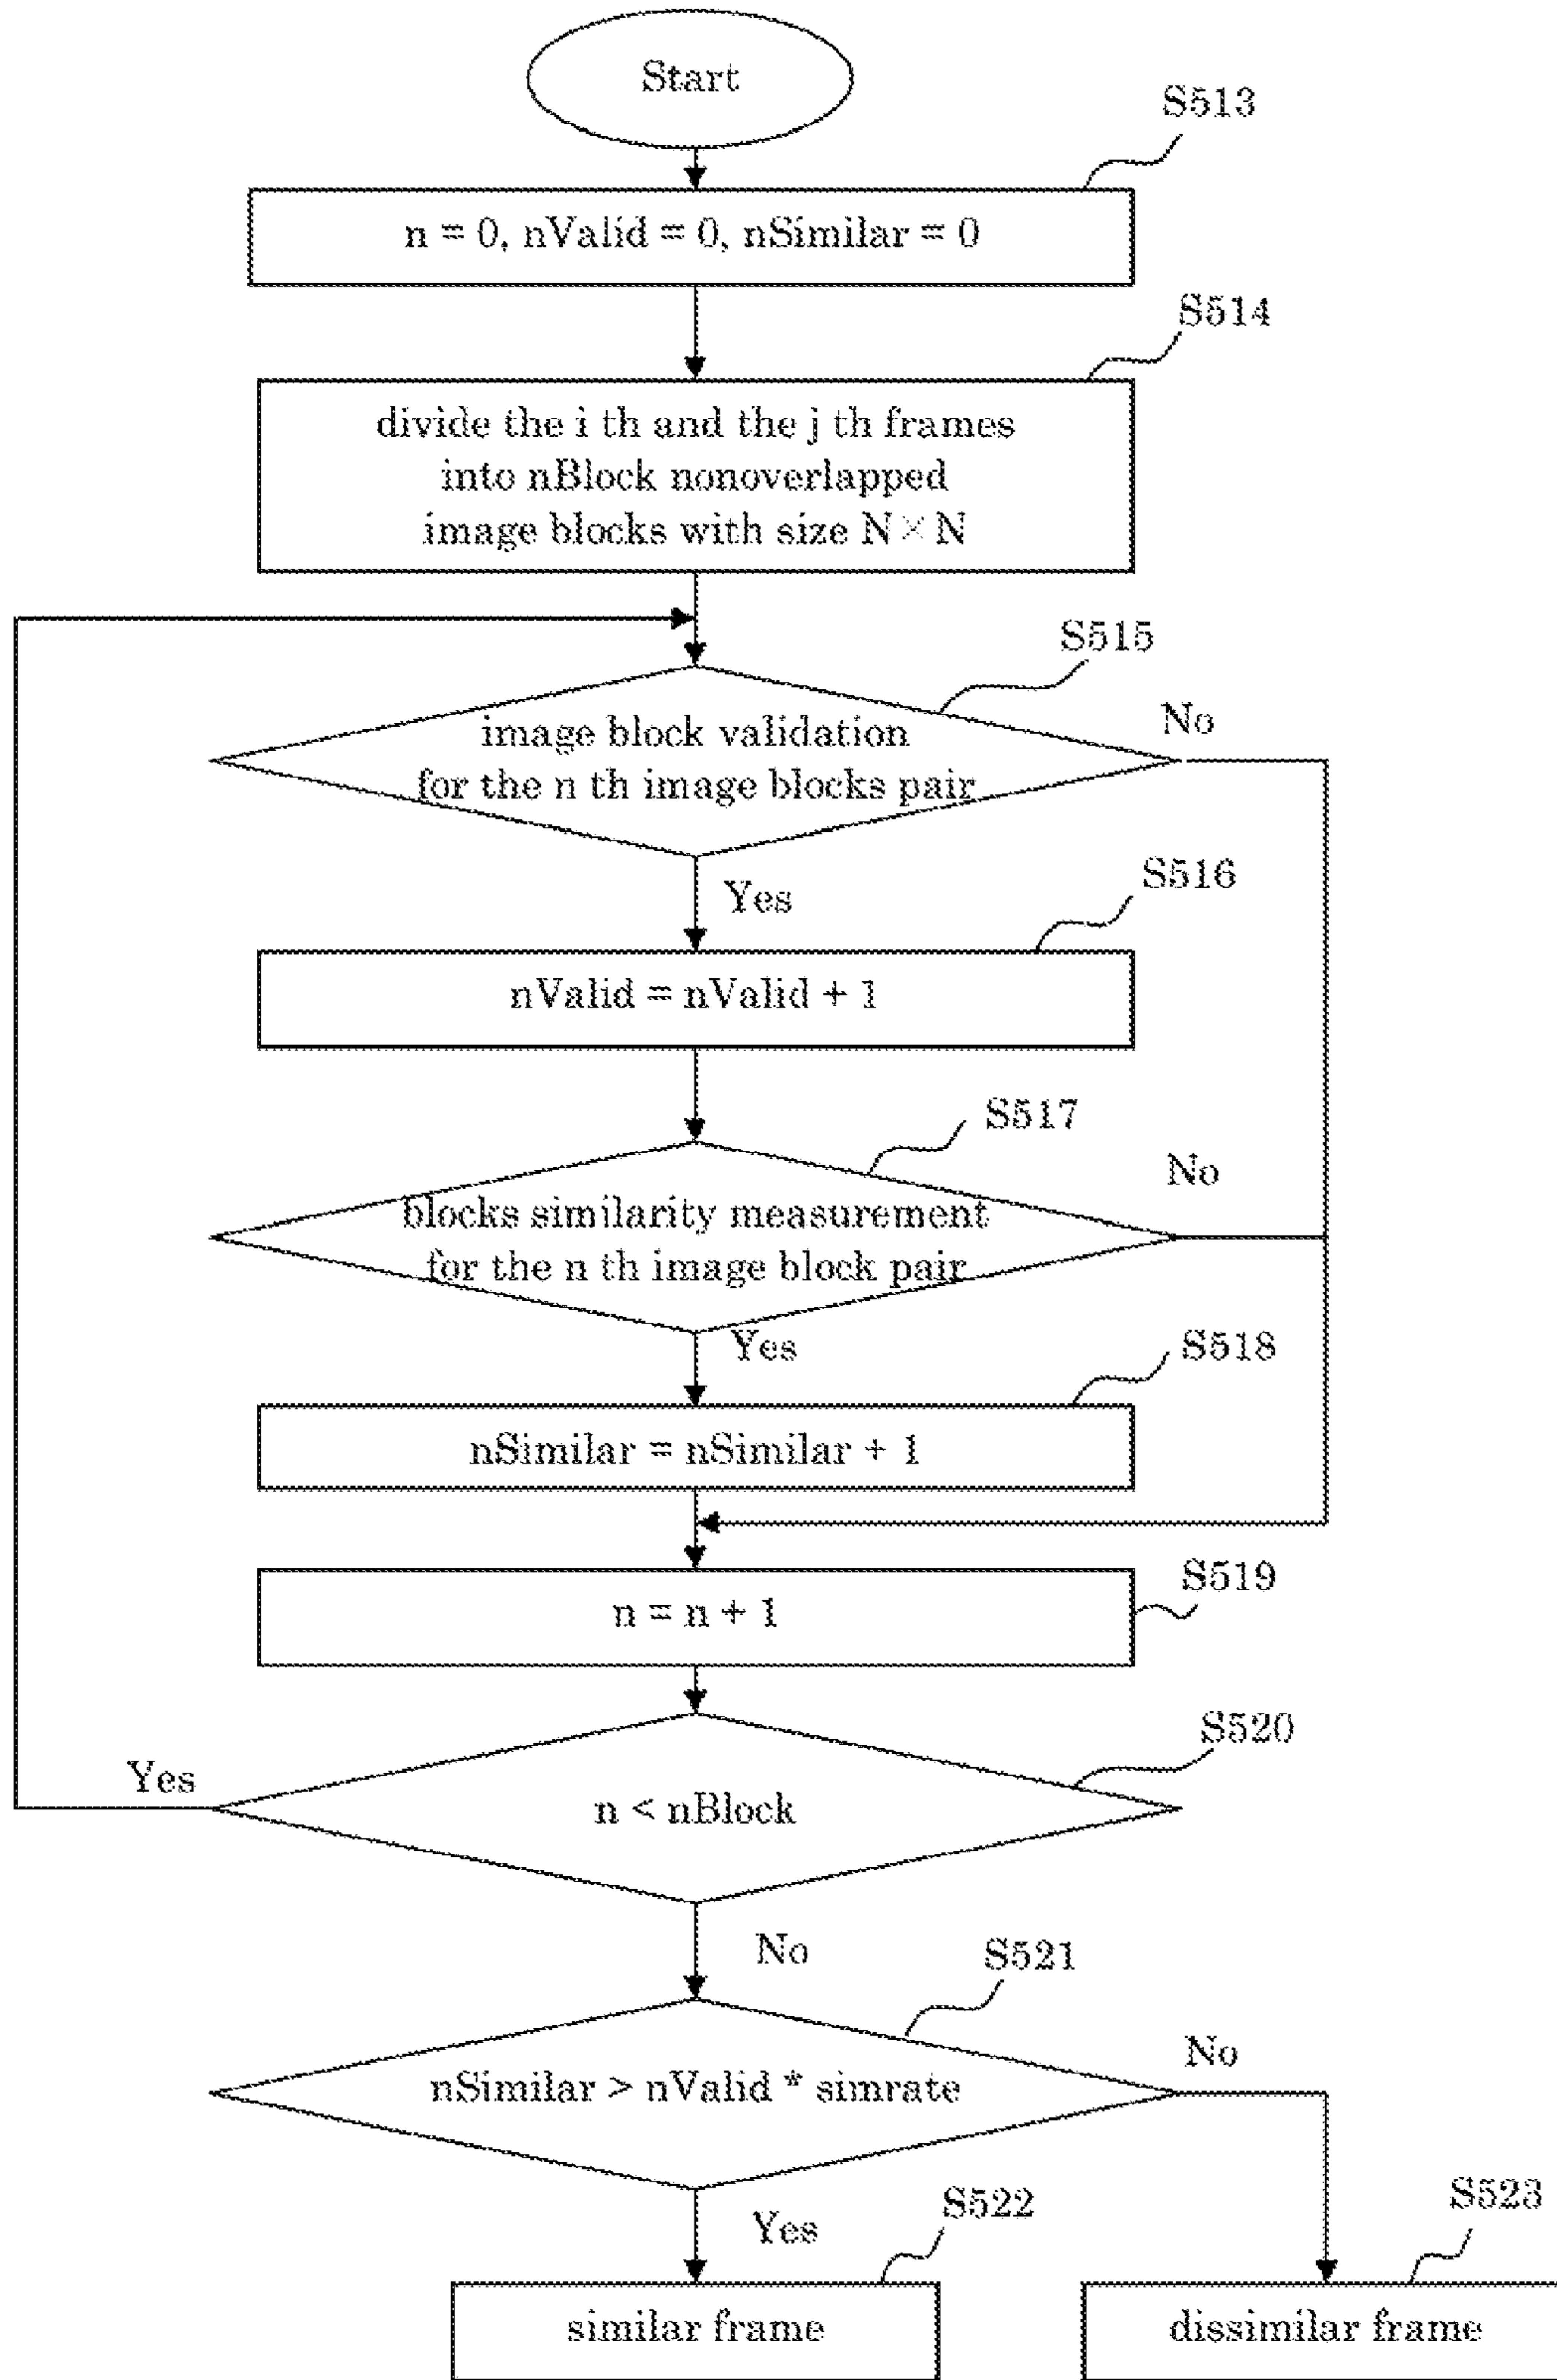 Start
S513
n = 0, nValid = 0, nSimilar = 0
S514
divide the i th and the j th frames
into nBlock nonoverlapped
image blocks with size N × N
S515
image block validation
for the n th image blocks pair
No
Yes
S516
nValid = nValid + 1
S517
blocks similarity measurement
for the n th image block pair
No
Yes
S518
nSimilar = nSimilar + 1
S519
n = n + 1
S520
Yes
n < nBlock
No
S521
nSimilar > nValid * simrate
No
Yes
S522
S523
similar frame
dissimilar frame